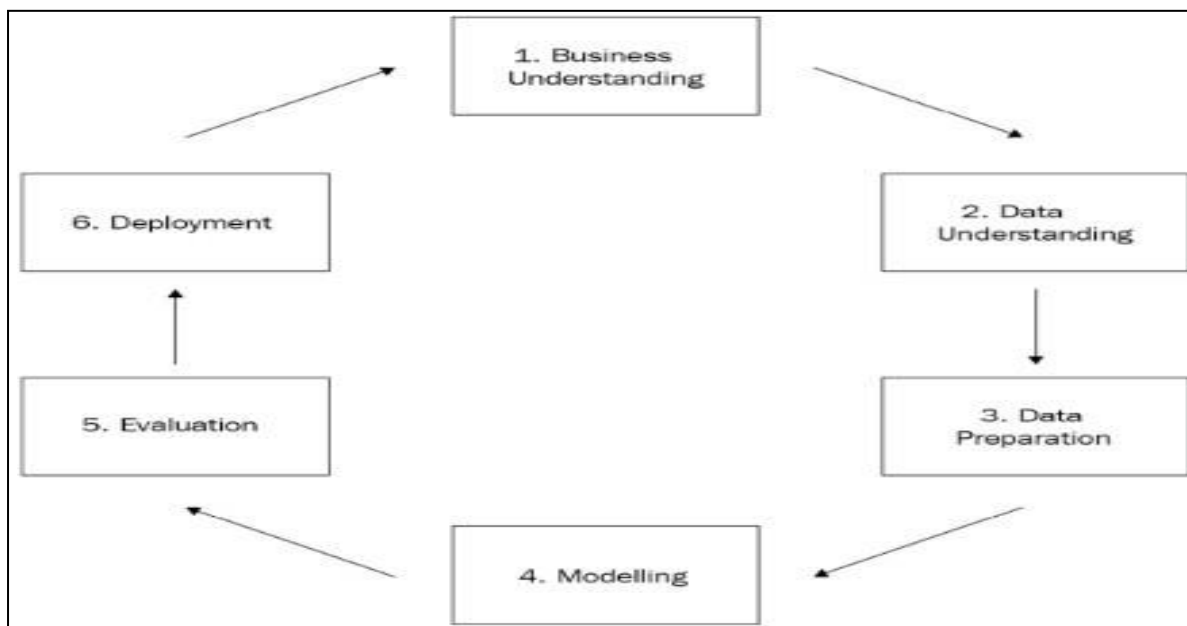 1. Business
Understanding
2. Data
Understanding
3. Data
Preparation
4. Modelling
5. Evaluation
6. Deployment